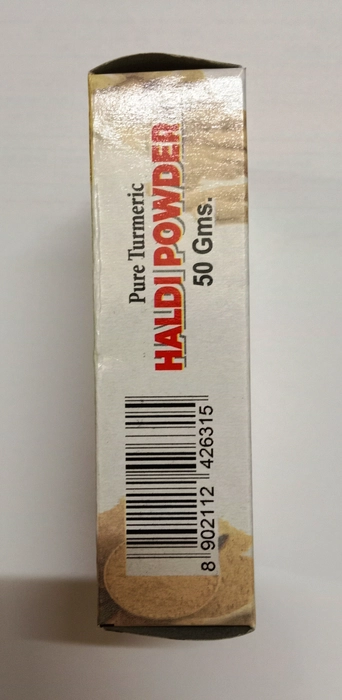 Pure Turmeric
HALDI POWDER
50 Gms.
8 902112 426315